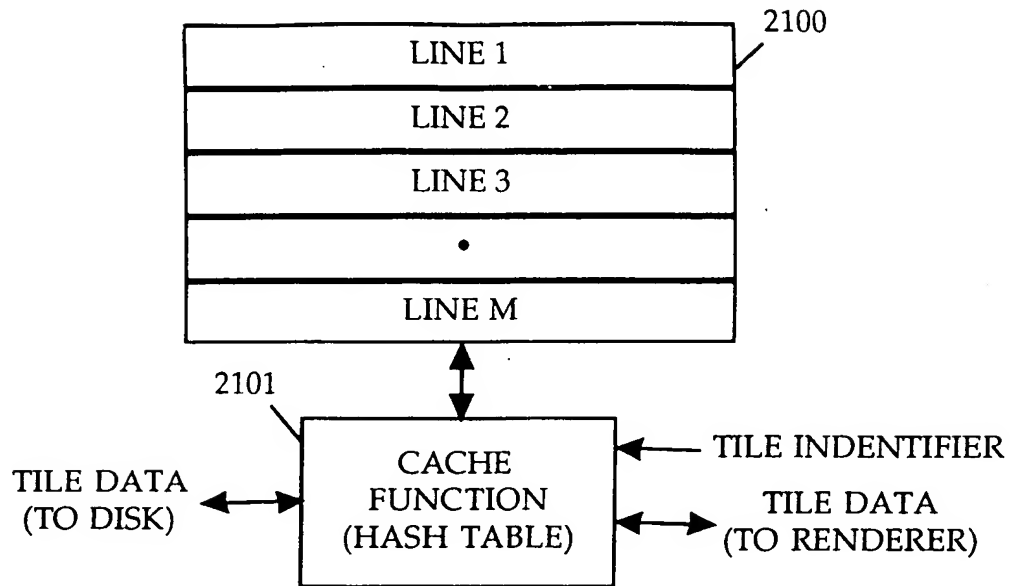 2100
LINE 1
LINE 2
LINE 3
LINE M
2101
CACHE
FUNCTION
(HASH TABLE)
TILE DATA
(TO DISK)
TILE INDENTIFIER
TILE DATA
(TO RENDERER)